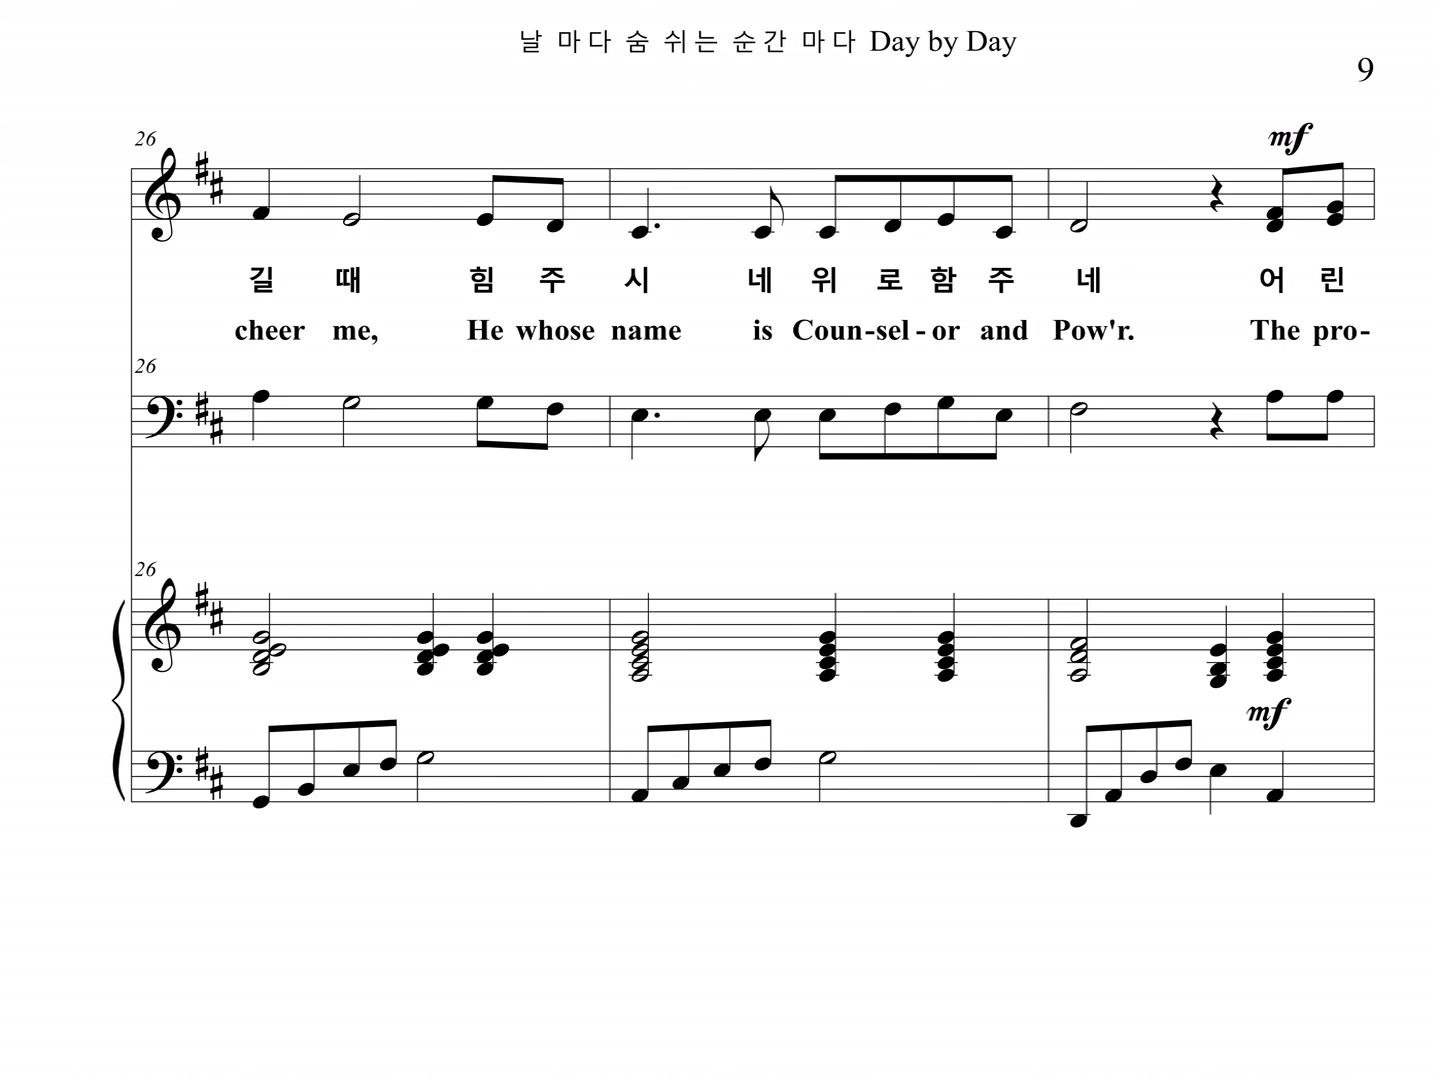 날 마다 숨 쉬는 순간 마다 Day by Day
9
26
mf
길 때 힘 주 시 네 위 로 함 주 네 어 린
cheer me, He whose name is Coun-sel-or and Pow'r. The pro-
26
26
mf